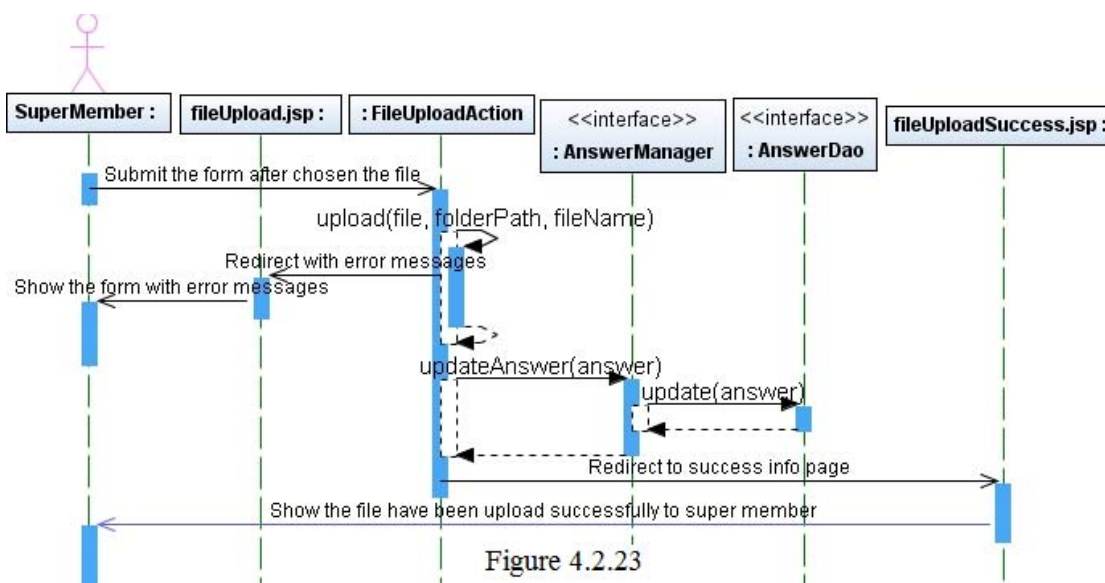 SuperMember :
fileUpload.jsp :
: FileUploadAction
<<interface>>
: AnswerManager
<<interface>>
: AnswerDao
fileUploadSuccess.jsp :
Submit the form after chosen the file
upload(file, folderPath, fileName)
Redirect with error messages
Show the form with error messages
updateAnswer(answer)
update(answer)
Redirect to success info page
Show the file have been upload successfully to super member
Figure 4.2.23